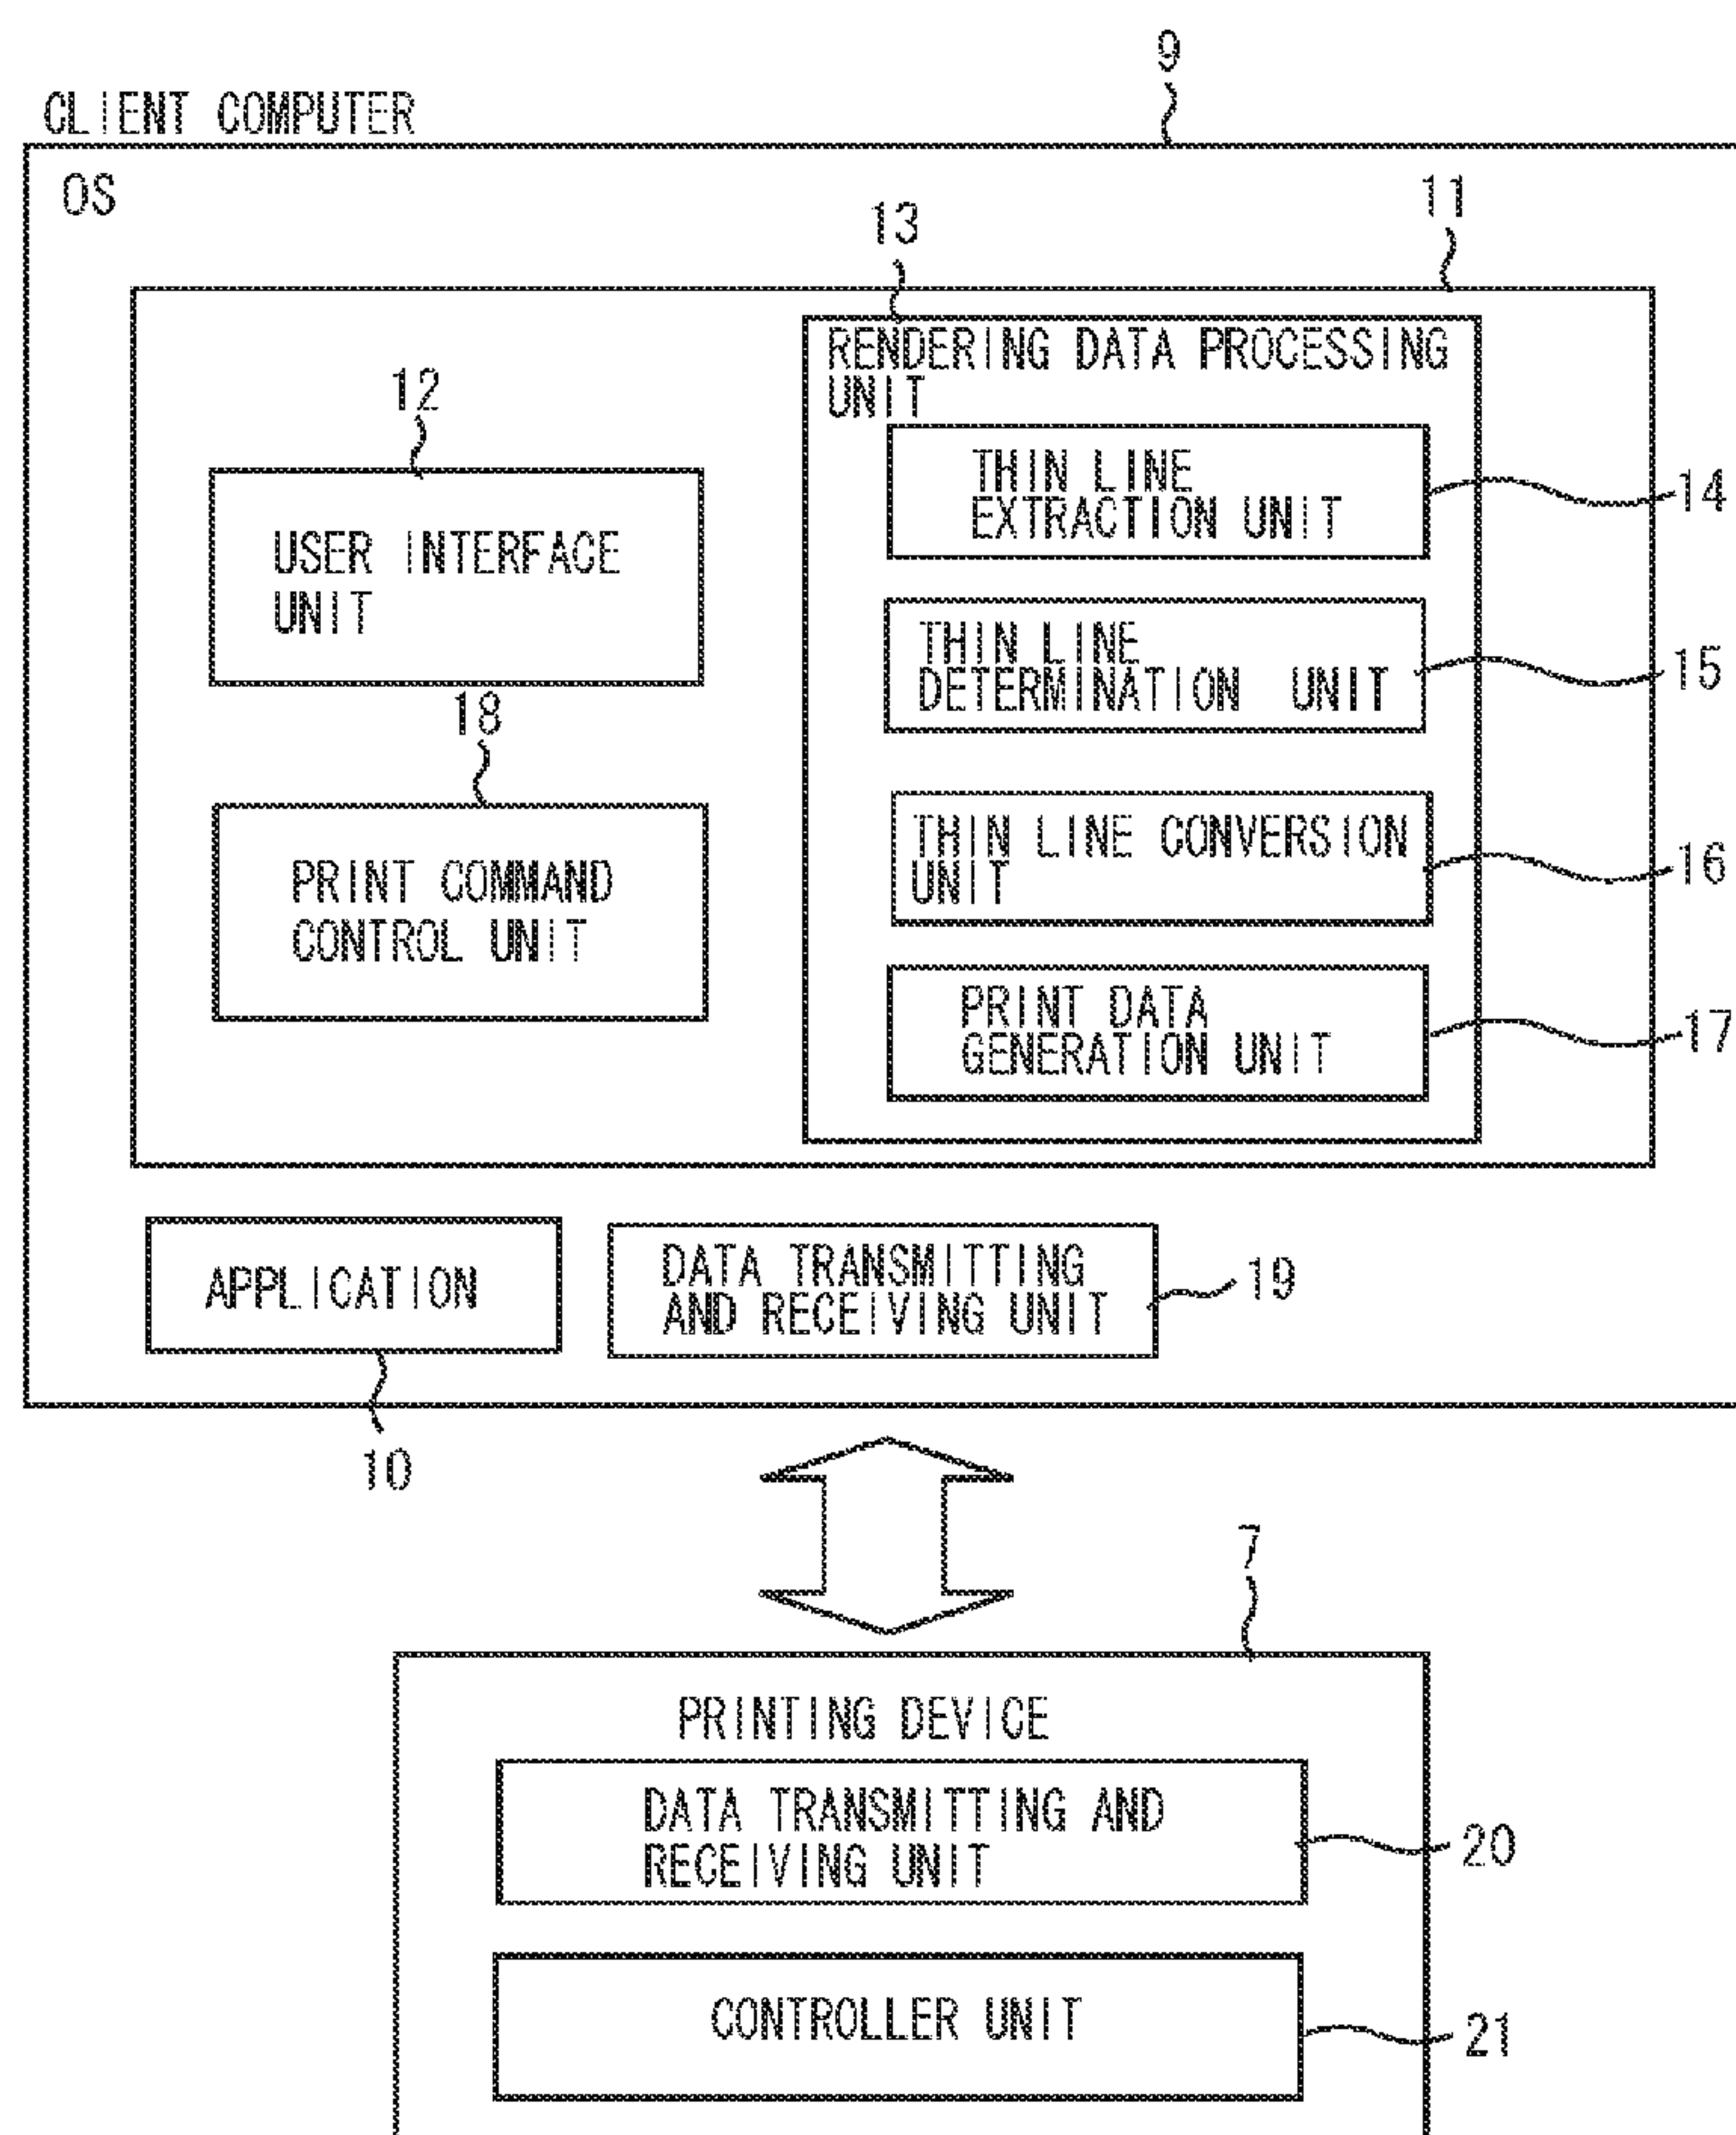 9
CLIENT COMPUTER
OS
11
13
RENDERING DATA PROCESSING
UNIT
12
THIN LINE
EXTRACTION UNIT
14
USER INTERFACE
UNIT
THIN LINE
DETERMINATION UNIT
15
18
THIN LINE CONVERSION
UNIT
16
PRINT COMMAND
CONTROL UNIT
PRINT DATA
GENERATION UNIT
17
APPLICATION
DATA TRANSMITTING
AND RECEIVING UNIT
19
10
7
PRINTING DEVICE
DATA TRANSMITTING AND
RECEIVING UNIT
20
CONTROLLER UNIT
21